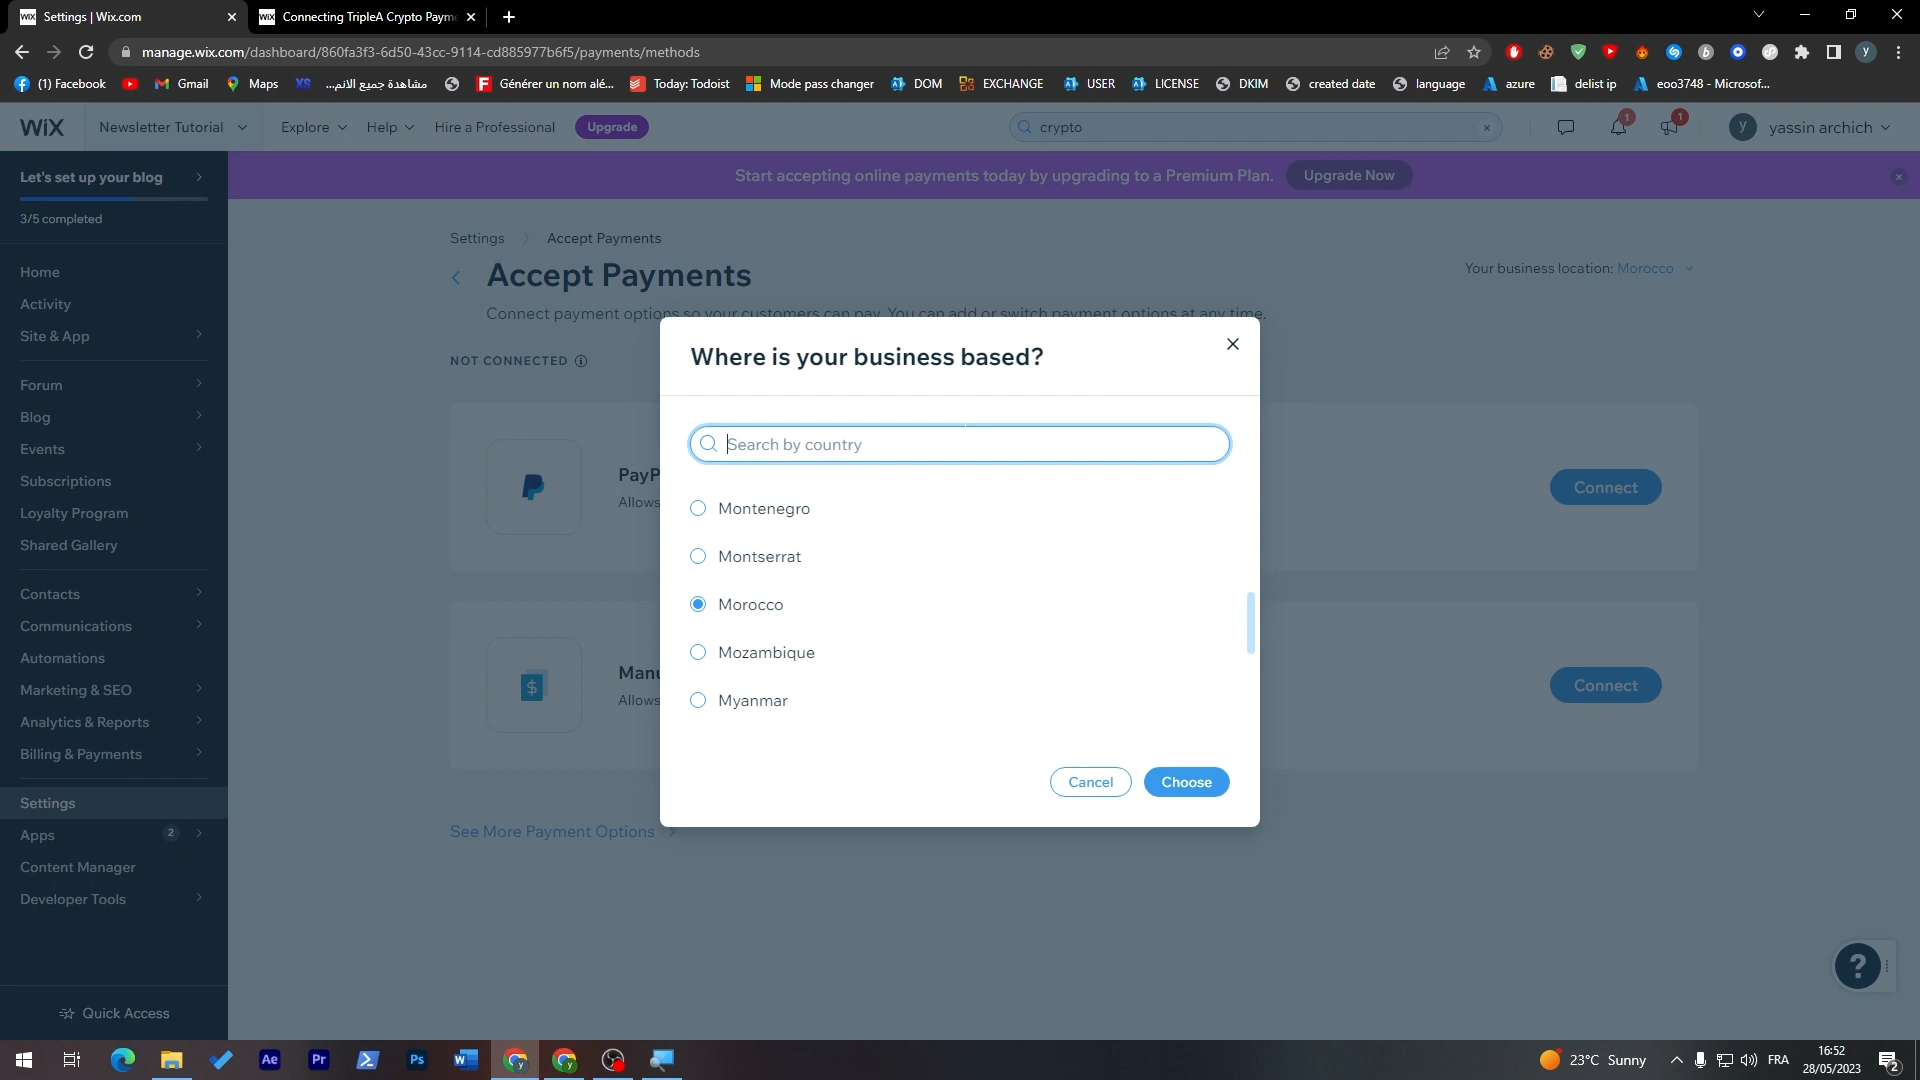 Settings | Wix.com
Connecting TripleA Crypto Payme
manage.wix.com/dashboard/860fa3f3-6d50-43cc-9114-cd885977b6f5/payments/methods
(1) Facebook
Gmail
Maps
مشاهدة جميع الانم...
Générer un nom alé...
Today: Todoist
Mode pass changer
DOM
EXCHANGE
USER
LICENSE
DKIM
created date
language
azure
delist ip
eoo3748 - Microsof...
WiX
Newsletter Tutorial
Explore
Help
Hire a Professional
Upgrade
crypto
1
1
y
yassin archich
Let's set up your blog
3/5 completed
Start accepting online payments today by upgrading to a Premium Plan.
Upgrade Now
Home
Activity
Site & App
Forum
Blog
Events
Subscriptions
Loyalty Program
Shared Gallery
Contacts
Communications
Automations
Marketing & SEO
Analytics & Reports
Billing & Payments
Settings
Apps
2
Content Manager
Developer Tools
Quick Access
Settings
Accept Payments
Accept Payments
Your business location: Morocco
Connect payment options so your customers can pay. You can add or switch payment options at any time.
NOT CONNECTED
PayP
Allows
Connect
Manu
Allows
Connect
See More Payment Options
Where is your business based?
Search by country
Montenegro
Montserrat
Morocco
Mozambique
Myanmar
Cancel
Choose
?
Ae
Pr
Ps
23°C Sunny
FRA
16:52
28/05/2023
2